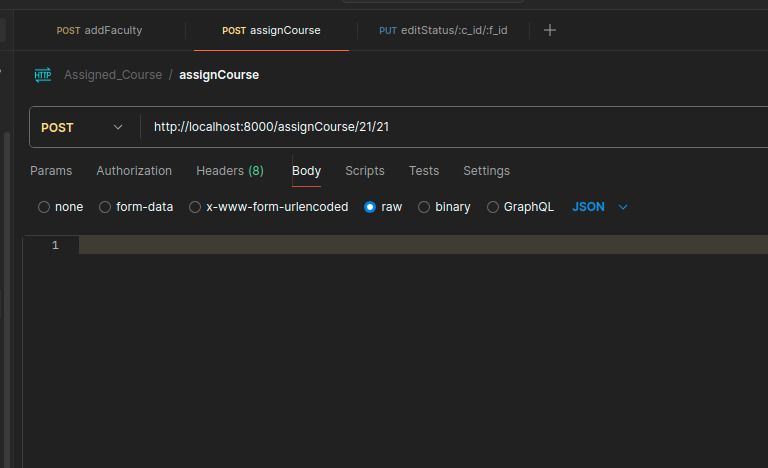 POST addFaculty POST assignCourse PUT editStatus/:c_id/:f_id
HTTP Assigned_Course / assignCourse
POST http://localhost:8000/assignCourse/21/21
Params Authorization Headers (8) Body Scripts Tests Settings
none form-data x-www-form-urlencoded raw binary GraphQL JSON
1